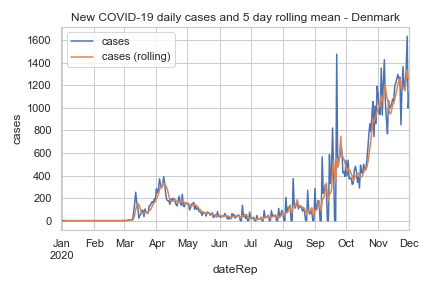 New COVID-19 daily cases and 5 day rolling mean - Denmark
cases
cases (rolling)
1600
1400
1200
1000
800
600
400
200
0
cases
Jan Feb Mar Apr May Jun Jul Aug Sep Oct Nov Dec
2020
dateRep